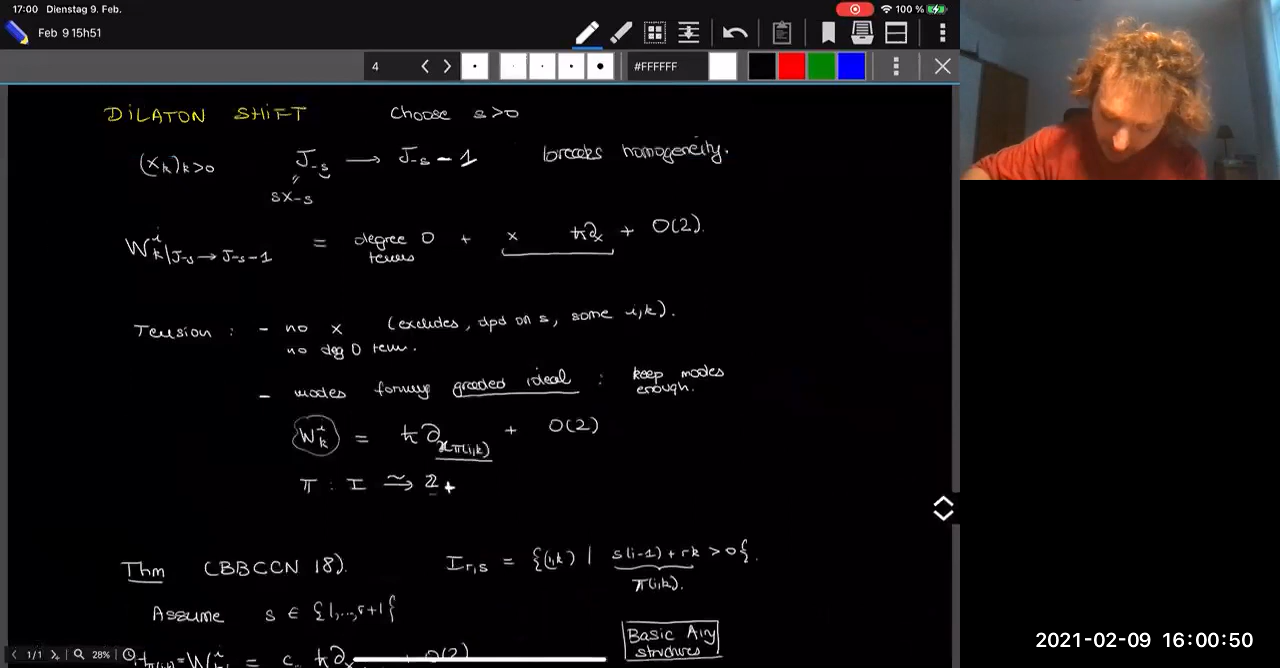 17:00 Dienstag 9. Feb.
100 %
Feb 9 15h51
4
#FFFFFF
DILATON SHIFT Choose s>0
(x_k)_{k>0} J_{-s} → J_{-s} - 1 breaks homogeneity.
sx_{-s}
W^i_k|J_{-s} → J_{-s}-1 = degree 0 terms + x ħ∂_x + O(2).
Tension : - no x (excludes, dpd on s, some i,k).
no deg 0 term.
- modes forming graded ideal : keep modes enough.
W^i_k = ħ∂_{x_{π(i,k)}} + O(2)
π : I ≃→ ℤ_+
Thm (BBCCN 18). I_{r,s} = {(i,k) | s(i-1) + rk > 0}.
π(i,k).
Assume s ∈ {1,...,r+1}
Basic Airy structures
1/1
28%
2021-02-09 16:00:50